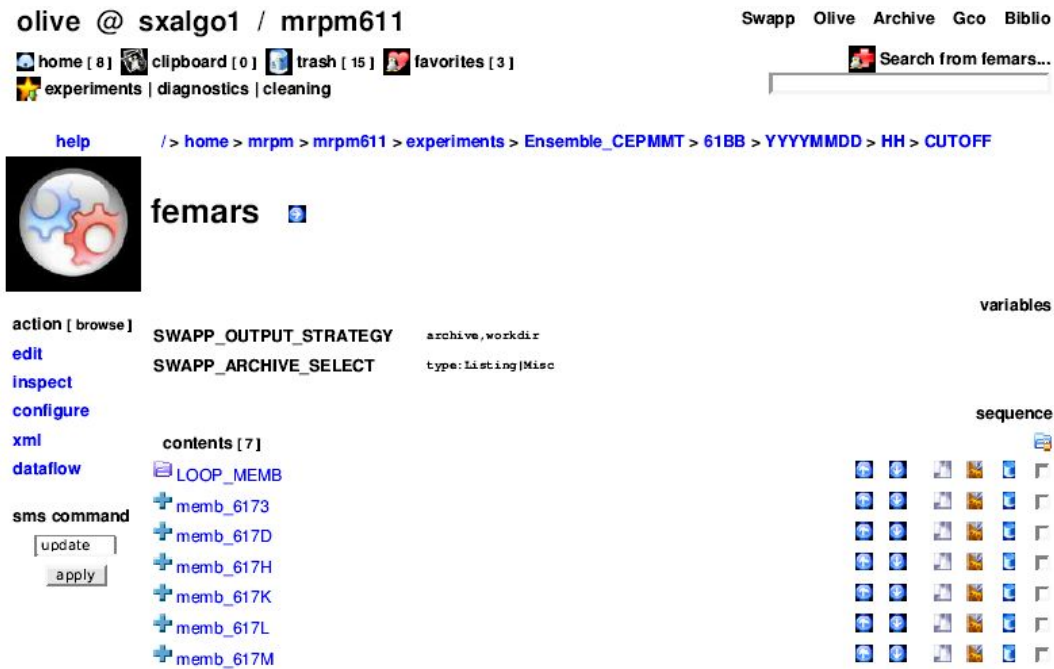 olive @ sxalgo1 / mrpm611
Swapp Olive Archive Gco Biblio
home [ 8 ] clipboard [ 0 ] trash [ 15 ] favorites [ 3 ]
Search from femars...
experiments | diagnostics | cleaning
help
/ > home > mrpm > mrpm611 > experiments > Ensemble_CEPMMT > 61BB > YYYYMMDD > HH > CUTOFF
femars
variables
action [ browse ]
SWAPP_OUTPUT_STRATEGY archive,workdir
edit
SWAPP_ARCHIVE_SELECT type:Listing|Misc
inspect
configure
sequence
xml
contents [ 7 ]
dataflow
LOOP_MEMB
memb_6173
sms command
memb_617D
update
memb_617H
apply
memb_617K
memb_617L
memb_617M